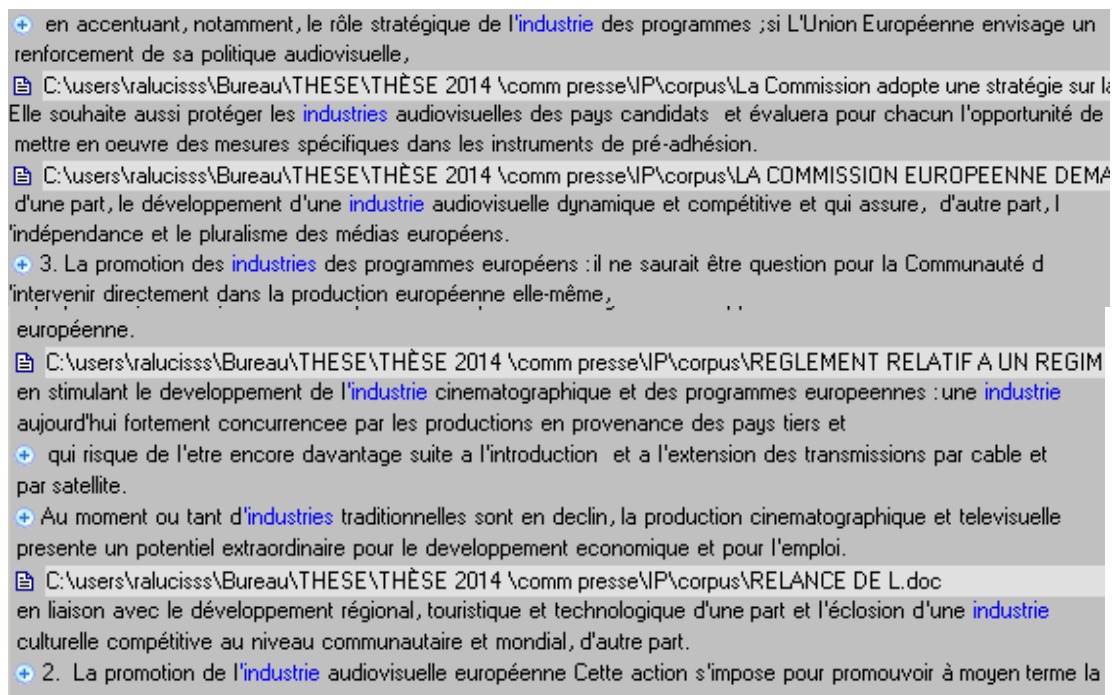 en accentuant, notamment, le rôle stratégique de l'industrie des programmes ;si L'Union Européenne envisage un
renforcement de sa politique audiovisuelle,
C:\users\ralucisss\Bureau\THESE\THÈSE 2014 \comm presse\IP\corpus\La Commission adopte une stratégie sur la
Elle souhaite aussi protéger les industries audiovisuelles des pays candidats et évaluera pour chacun l'opportunité de
mettre en oeuvre des mesures spécifiques dans les instruments de pré-adhésion.
C:\users\ralucisss\Bureau\THESE\THÈSE 2014 \comm presse\IP\corpus\LA COMMISSION EUROPEENNE DEMA
d'une part, le développement d'une industrie audiovisuelle dynamique et compétitive et qui assure, d'autre part, l
'indépendance et le pluralisme des médias européens.
3. La promotion des industries des programmes européens : il ne saurait être question pour la Communauté d
'intervenir directement dans la production européenne elle-même,
européenne.
C:\users\ralucisss\Bureau\THESE\THÈSE 2014 \comm presse\IP\corpus\REGLEMENT RELATIF A UN REGIM
en stimulant le developpement de l'industrie cinematographique et des programmes europeennes : une industrie
aujourd'hui fortement concurrencee par les productions en provenance des pays tiers et
qui risque de l'etre encore davantage suite a l'introduction et a l'extension des transmissions par cable et
par satellite.
Au moment ou tant d'industries traditionnelles sont en declin, la production cinematographique et televisuelle
presente un potentiel extraordinaire pour le developpement economique et pour l'emploi.
C:\users\ralucisss\Bureau\THESE\THÈSE 2014 \comm presse\IP\corpus\RELANCE DE L.doc
en liaison avec le développement régional, touristique et technologique d'une part et l'éclosion d'une industrie
culturelle compétitive au niveau communautaire et mondial, d'autre part.
2. La promotion de l'industrie audiovisuelle européenne Cette action s'impose pour promouvoir à moyen terme la